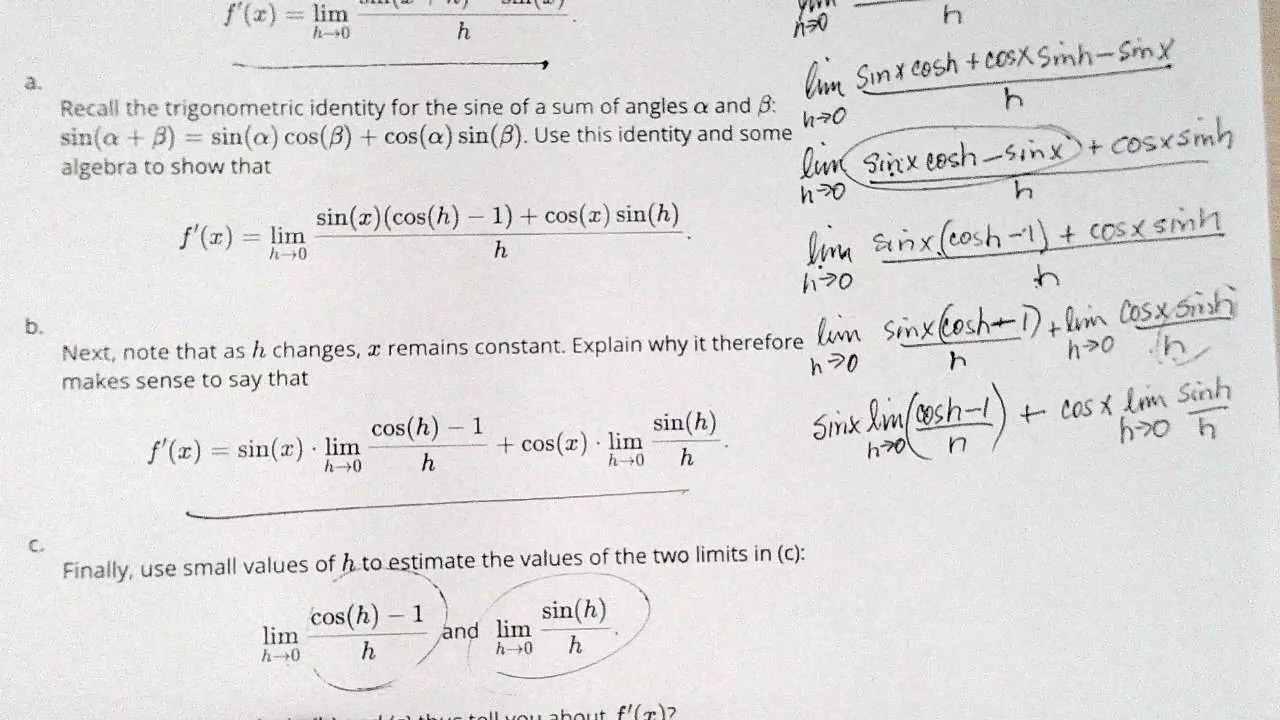 f′(x) = lim h→0 / h
lim h→0 / h
a.
Recall the trigonometric identity for the sine of a sum of angles α and β:
sin(α + β) = sin(α) cos(β) + cos(α) sin(β). Use this identity and some
algebra to show that
f′(x) = lim h→0 sin(x)(cos(h) − 1) + cos(x) sin(h) / h.
lim h→0 sinx cosh + cosx sinh − sinx / h
lim h→0 sinx cosh − sinx + cosx sinh / h
lim h→0 sinx (cosh − 1) + cosx sinh / h
b.
Next, note that as h changes, x remains constant. Explain why it therefore
makes sense to say that
f′(x) = sin(x) · lim h→0 cos(h) − 1 / h + cos(x) · lim h→0 sin(h) / h.
lim h→0 sinx (cosh + 1) / h + lim h→0 cosx sinh / h
sinx lim h→0 (cosh − 1 / h) + cosx lim h→0 sinh / h
c.
Finally, use small values of h to estimate the values of the two limits in (c):
lim h→0 cos(h) − 1 / h and lim h→0 sin(h) / h.
thus tell you about f′(x)?